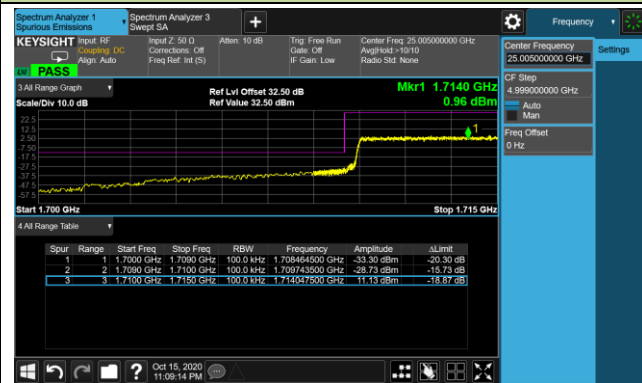 Spectrum Analyzer 1
Spurious Emissions
Spectrum Analyzer 3
Swept SA
Frequency
KEYSIGHT
Input: RF
Coupling: DC
Align: Auto
Input Z: 50 Ω
Corrections: Off
Freq Ref: Int (S)
Atten: 10 dB
Trig: Free Run
Gate: Off
IF Gain: Low
Center Freq: 25.005000000 GHz
Avg|Hold:>10/10
Radio Std: None
PASS
Center Frequency
25.005000000 GHz
Settings
CF Step
4.999000000 GHz
Auto
Man
Freq Offset
0 Hz
3 All Range Graph
Scale/Div 10.0 dB
Ref Lvl Offset 32.50 dB
Ref Value 32.50 dBm
Mkr1 1.7140 GHz
0.96 dBm
22.5
12.5
2.50
-7.50
-17.5
-27.5
-37.5
-47.5
-57.5
1
Start 1.700 GHz
Stop 1.715 GHz
4 All Range Table
Spur Range Start Freq Stop Freq RBW Frequency Amplitude ΔLimit
1 1 1.7000 GHz 1.7090 GHz 100.0 kHz 1.708464500 GHz -33.30 dBm -20.30 dB
2 2 1.7090 GHz 1.7100 GHz 100.0 kHz 1.709743500 GHz -28.73 dBm -15.73 dB
3 3 1.7100 GHz 1.7150 GHz 100.0 kHz 1.714047500 GHz 11.13 dBm -18.87 dB
Oct 15, 2020
11:09:14 PM